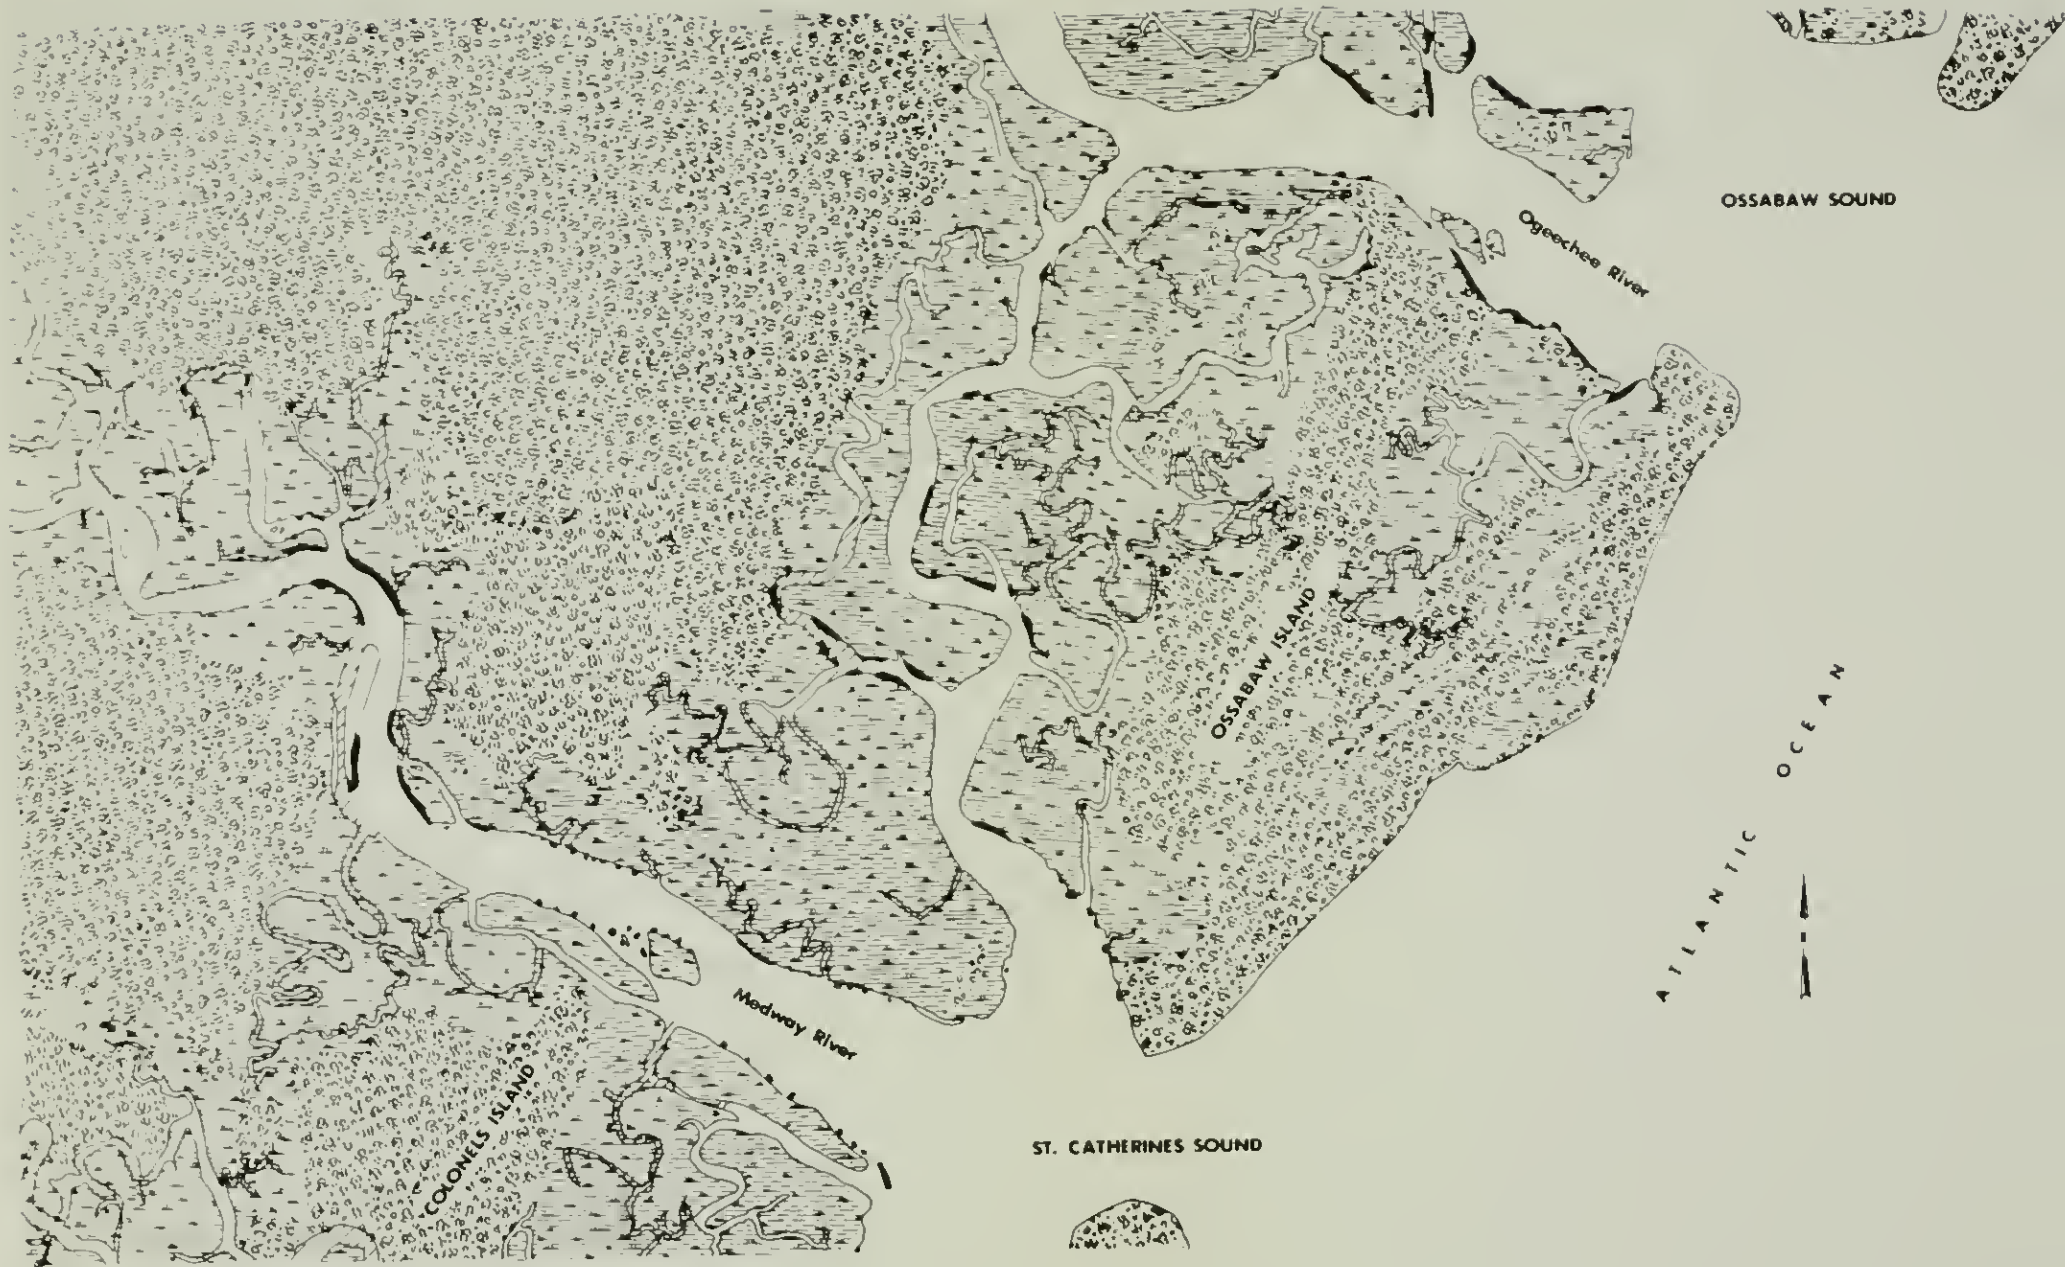 OSSABAW SOUND
Ogeechee River
OSSABAW ISLAND
ATLANTIC OCEAN
Medway River
COLONELS ISLAND
ST. CATHERINES SOUND